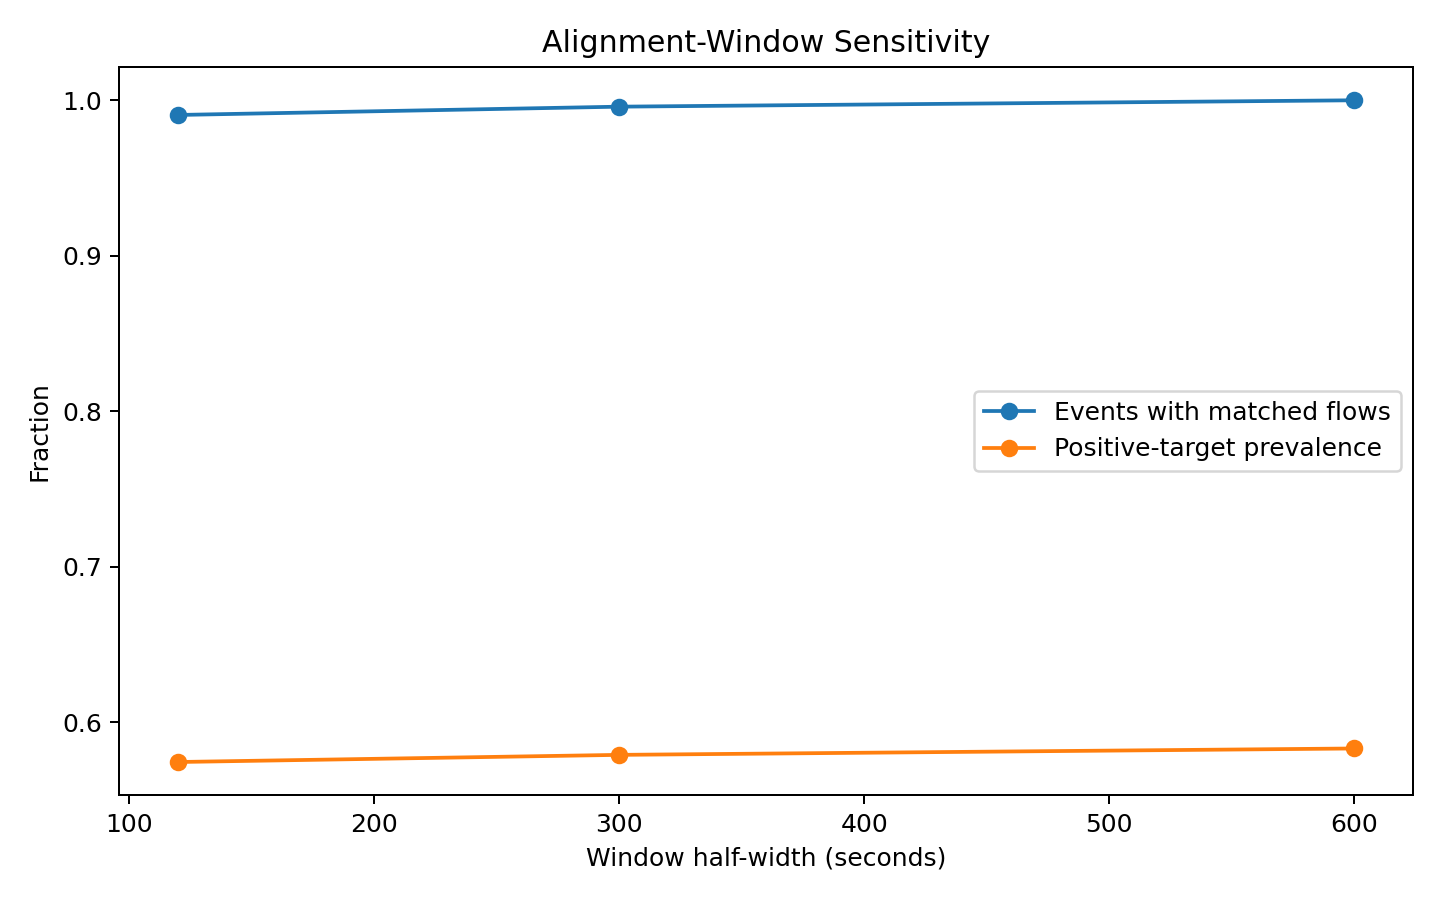 Alignment-Window Sensitivity
1.0
0.9
0.8
0.7
0.6
Fraction
Events with matched flows
Positive-target prevalence
100 200 300 400 500 600
Window half-width (seconds)